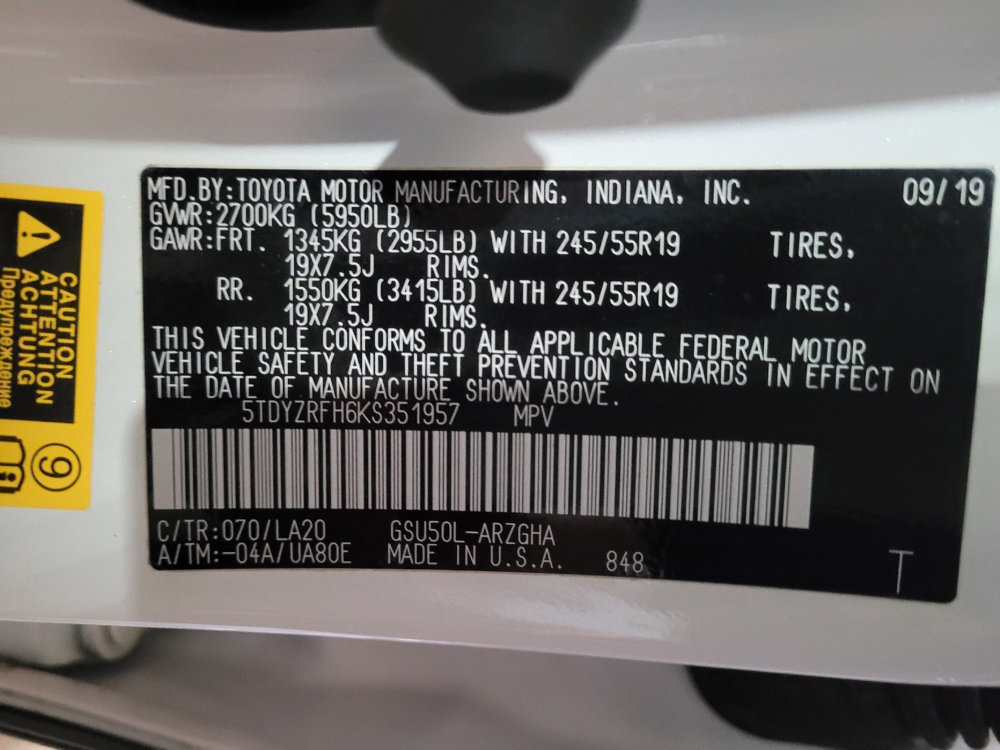 MFD.BY:TOYOTA MOTOR MANUFACTURING, INDIANA, INC. 09/19
GVWR:2700KG (5950LB)
GAWR:FRT. 1345KG (2955LB) WITH 245/55R19 TIRES,
19X7.5J RIMS.
RR. 1550KG (3415LB) WITH 245/55R19 TIRES,
19X7.5J RIMS.
THIS VEHICLE CONFORMS TO ALL APPLICABLE FEDERAL MOTOR
VEHICLE SAFETY AND THEFT PREVENTION STANDARDS IN EFFECT ON
THE DATE OF MANUFACTURE SHOWN ABOVE.
5TDYZRFH6KS351957 MPV
C/TR:070/LA20 GSU50L-ARZGHA
A/TM:-04A/UA80E MADE IN U.S.A. 848 T
CAUTION
ATTENTION
ACHTUNG
Предупреждение
9